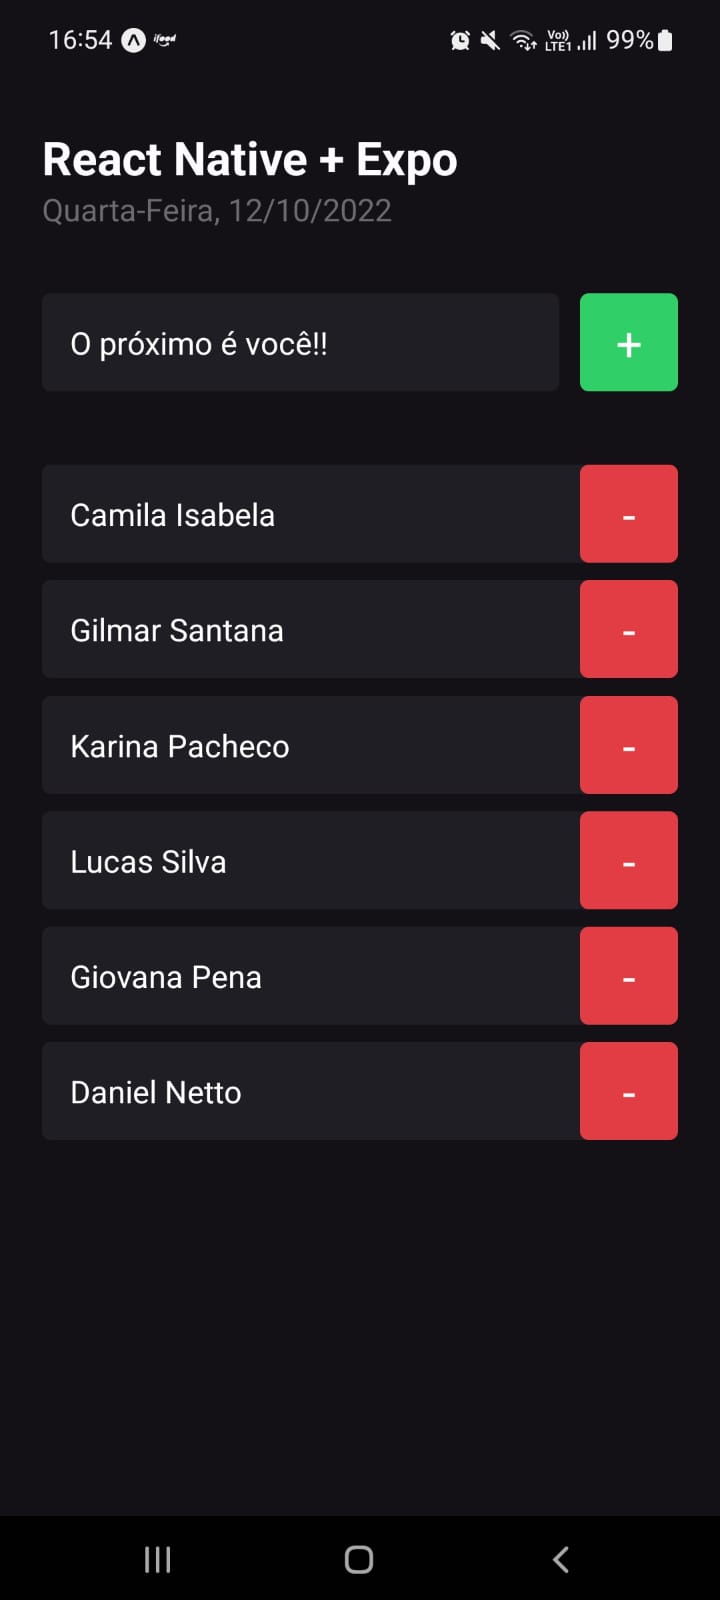 16:54 ifood Vo)) LTE1 99%
React Native + Expo
Quarta-Feira, 12/10/2022
O próximo é você!! +
Camila Isabela -
Gilmar Santana -
Karina Pacheco -
Lucas Silva -
Giovana Pena -
Daniel Netto -